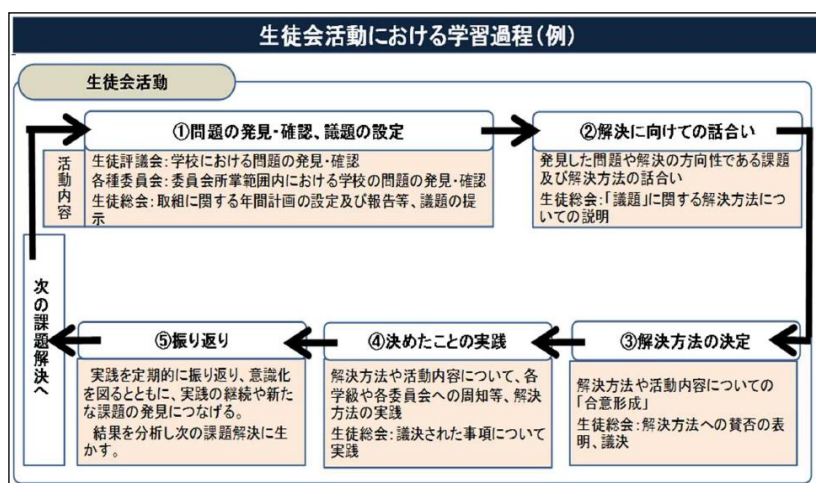 生徒会活動における学習過程(例)
生徒会活動
①問題の発見・確認、議題の設定
活動内容
生徒評議会:学校における問題の発見・確認
各種委員会:委員会所掌範囲内における学校の問題の発見・確認
生徒総会:取組に関する年間計画の設定及び報告等、議題の提
示
②解決に向けての話合い
発見した問題や解決の方向性である課題
及び解決方法の話合い
生徒総会:「議題」に関する解決方法につ
いての説明
③解決方法の決定
解決方法や活動内容についての
「合意形成」
生徒総会:解決方法への賛否の表
明、議決
④決めたことの実践
解決方法や活動内容について、各
学級や各委員会への周知等、解決
方法の実践
生徒総会:議決された事項について
実践
⑤振り返り
実践を定期的に振り返り、意識化
を図るとともに、実践の継続や新た
な課題の発見につなげる。
結果を分析し次の課題解決に生
かす。
次の課題解決へ